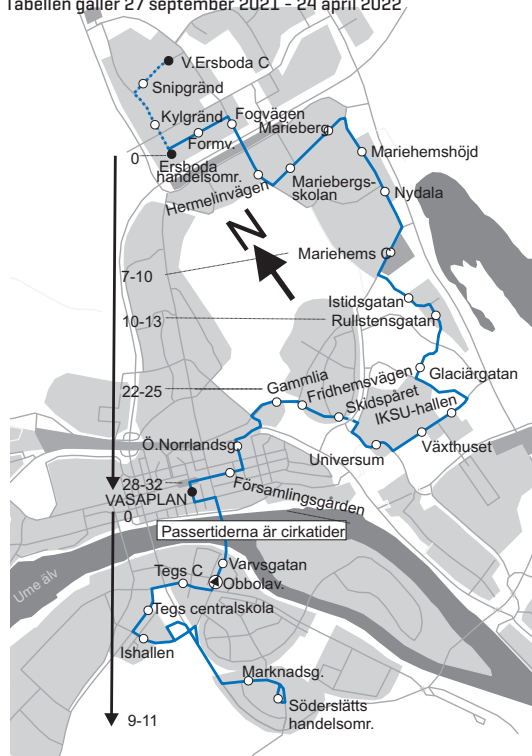 Tabellen gäller 27 september 2021 - 24 april 2022
V.Ersboda C
Snipgränd
Kylgränd
Fogvägen
Marieberg
Formv.
0
Ersboda
handelsomr.
Mariehemshöjd
Hermelinvägen
Mariebergs-
skolan
Nydala
N
Mariehems C
7-10
Istidsgatan
10-13
Rullstensgatan
Glaciärgatan
22-25
Gammlia
Fridhemsvägen
Skidspåret
IKSU-hallen
Växthuset
Universum
Ö.Norrlandsg.
28-32
VASAPLAN
0
Församlingsgården
Passertiderna är cirkatider
Ume älv
Varvsgatan
Tegs C
Obbolav.
Tegs centralskola
Ishallen
Marknadsg.
Söderslätts
handelsomr.
9-11